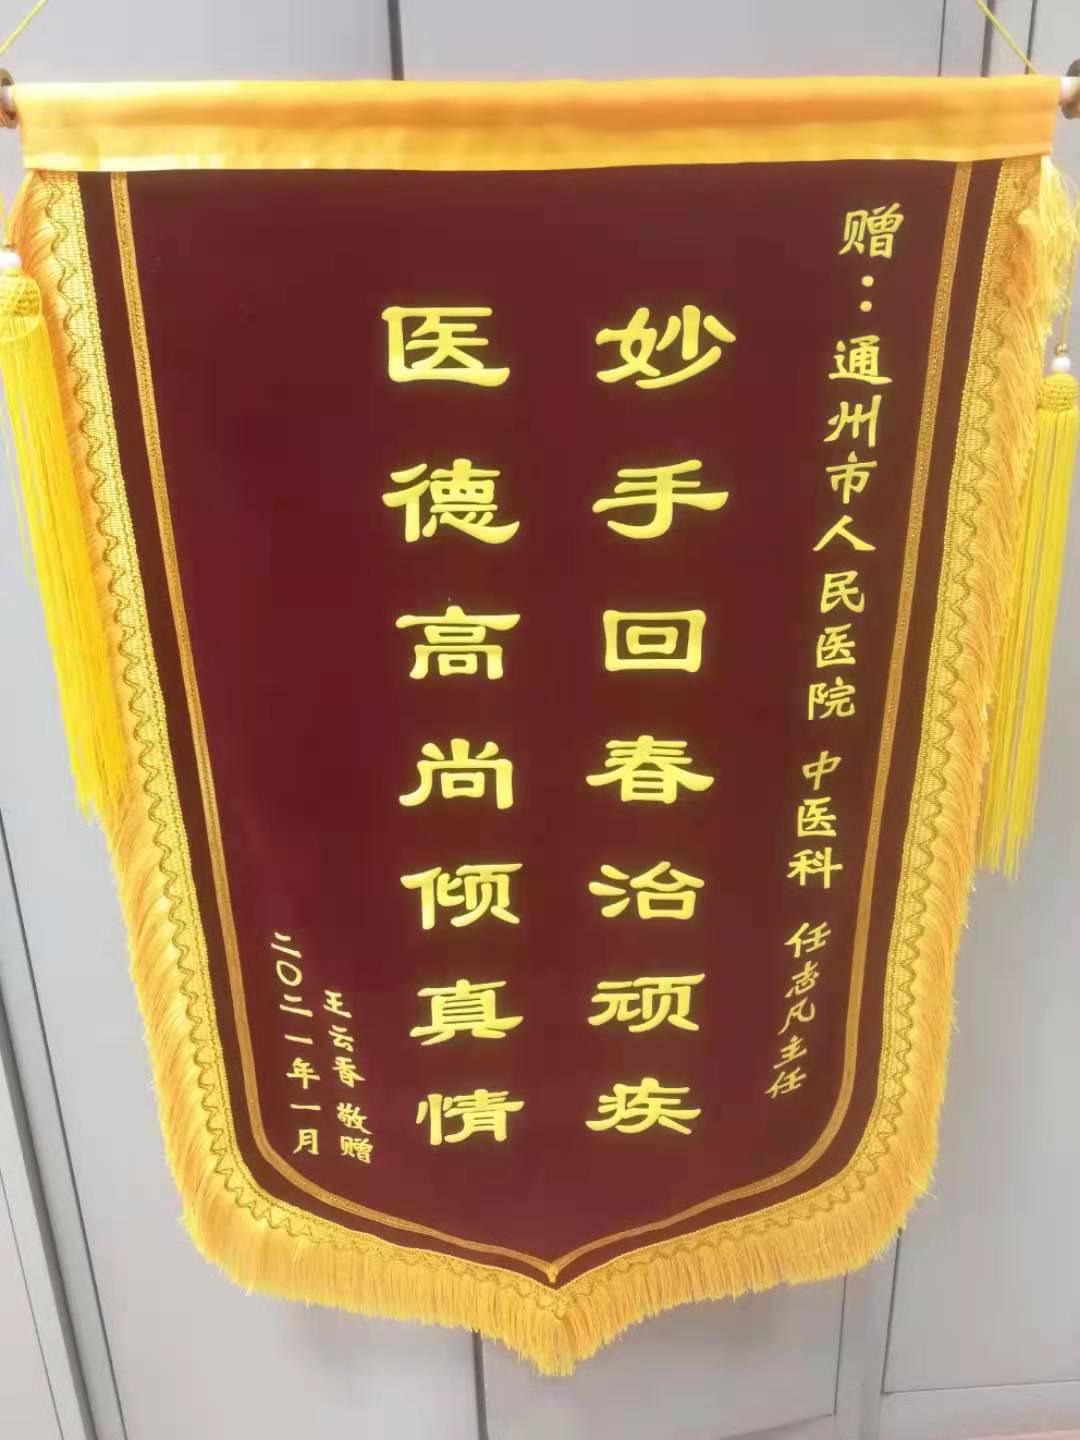 赠：通州市人民医院 中医科 任志凡主任
妙手回春治顽疾
医德高尚倾真情
王云香 敬赠
二〇二一年一月